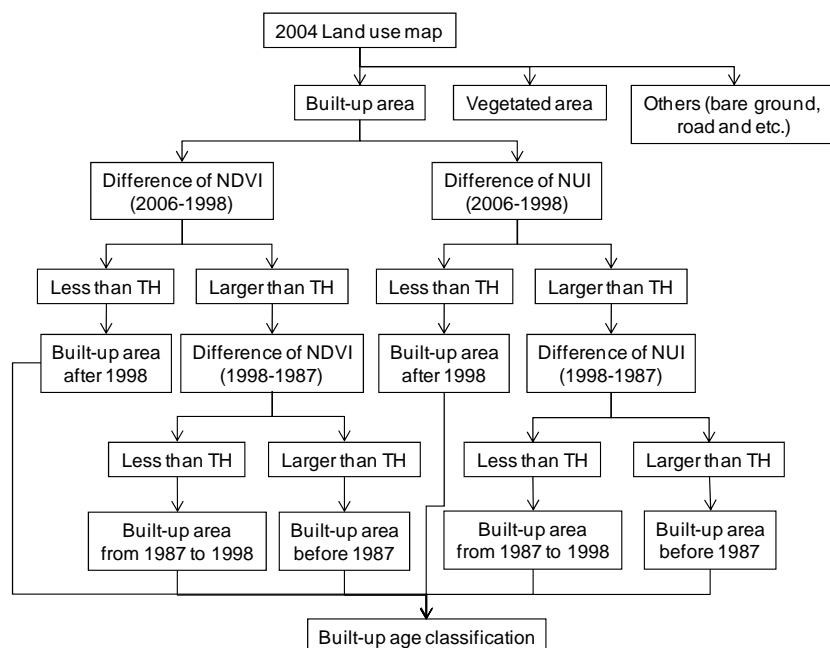 2004 Land use map
Built-up area
Vegetated area
Others (bare ground,
road and etc.)
Difference of NDVI
(2006-1998)
Difference of NUI
(2006-1998)
Less than TH
Larger than TH
Less than TH
Larger than TH
Built-up area
after 1998
Difference of NDVI
(1998-1987)
Built-up area
after 1998
Difference of NUI
(1998-1987)
Less than TH
Larger than TH
Less than TH
Larger than TH
Built-up area
from 1987 to 1998
Built-up area
before 1987
Built-up area
from 1987 to 1998
Built-up area
before 1987
Built-up age classification